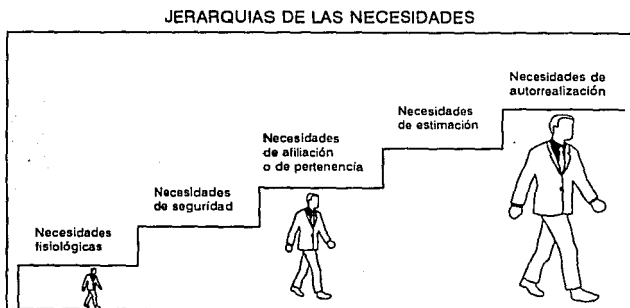 JERARQUIAS DE LAS NECESIDADES
Necesidades
fisiológicas
Necesidades
de seguridad
Necesidades
de afiliación
o de pertenencia
Necesidades
de estimación
Necesidades de
autorrealización